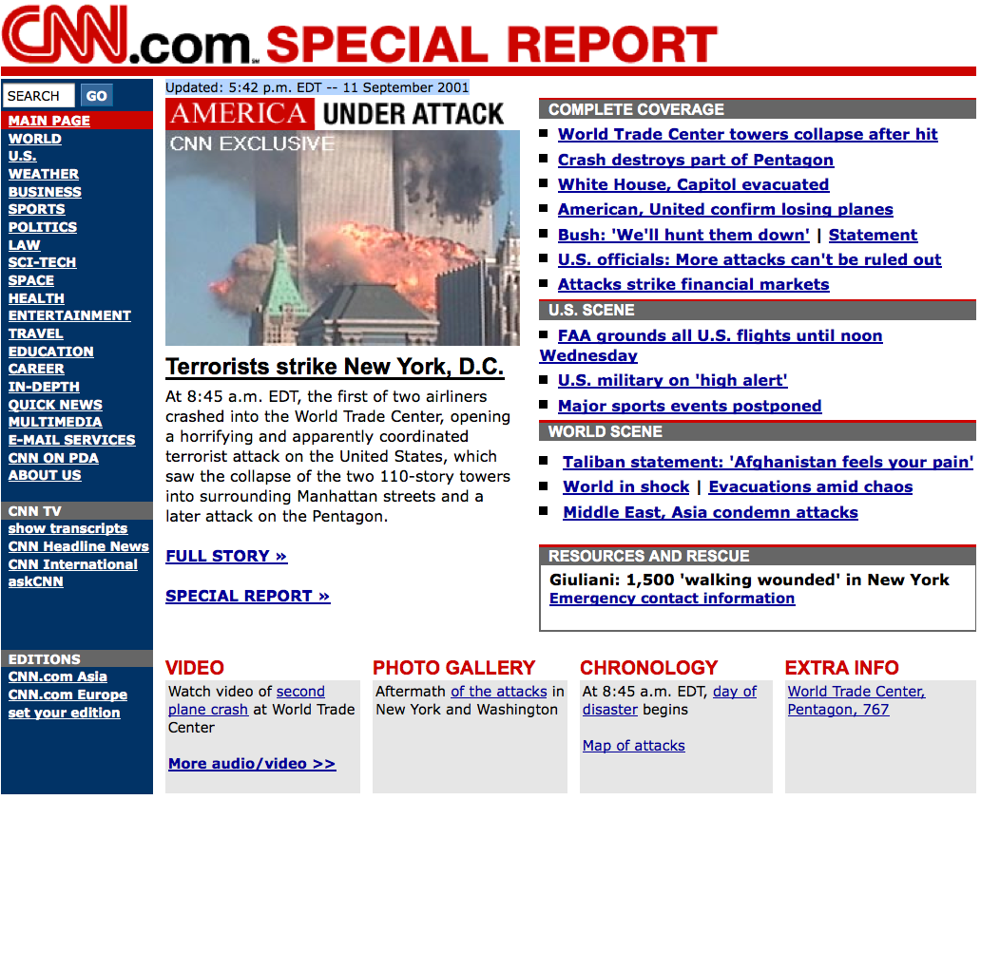 CNN.com SPECIAL REPORT
SEARCH GO
MAIN PAGE
WORLD
U.S.
WEATHER
BUSINESS
SPORTS
POLITICS
LAW
SCI-TECH
SPACE
HEALTH
ENTERTAINMENT
TRAVEL
EDUCATION
CAREER
IN-DEPTH
QUICK NEWS
MULTIMEDIA
E-MAIL SERVICES
CNN ON PDA
ABOUT US
CNN TV
show transcripts
CNN Headline News
CNN International
askCNN
EDITIONS
CNN.com Asia
CNN.com Europe
set your edition
Updated: 5:42 p.m. EDT -- 11 September 2001
AMERICA UNDER ATTACK
CNN EXCLUSIVE
Terrorists strike New York, D.C.
At 8:45 a.m. EDT, the first of two airliners
crashed into the World Trade Center, opening
a horrifying and apparently coordinated
terrorist attack on the United States, which
saw the collapse of the two 110-story towers
into surrounding Manhattan streets and a
later attack on the Pentagon.
FULL STORY »
SPECIAL REPORT »
COMPLETE COVERAGE
World Trade Center towers collapse after hit
Crash destroys part of Pentagon
White House, Capitol evacuated
American, United confirm losing planes
Bush: 'We'll hunt them down' | Statement
U.S. officials: More attacks can't be ruled out
Attacks strike financial markets
U.S. SCENE
FAA grounds all U.S. flights until noon
Wednesday
U.S. military on 'high alert'
Major sports events postponed
WORLD SCENE
Taliban statement: 'Afghanistan feels your pain'
World in shock | Evacuations amid chaos
Middle East, Asia condemn attacks
RESOURCES AND RESCUE
Giuliani: 1,500 'walking wounded' in New York
Emergency contact information
VIDEO
Watch video of second
plane crash at World Trade
Center
More audio/video >>
PHOTO GALLERY
Aftermath of the attacks in
New York and Washington
CHRONOLOGY
At 8:45 a.m. EDT, day of
disaster begins
Map of attacks
EXTRA INFO
World Trade Center,
Pentagon, 767